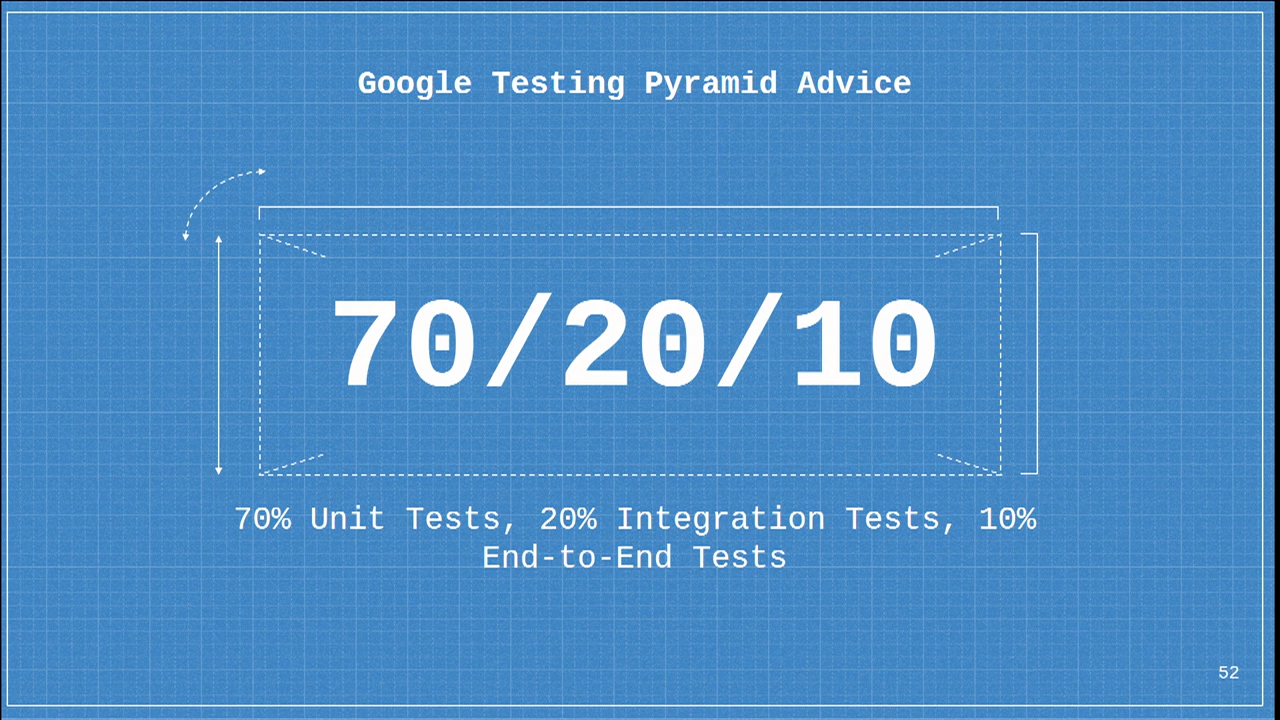 Google Testing Pyramid Advice
70/20/10
70% Unit Tests, 20% Integration Tests, 10%
End-to-End Tests
52